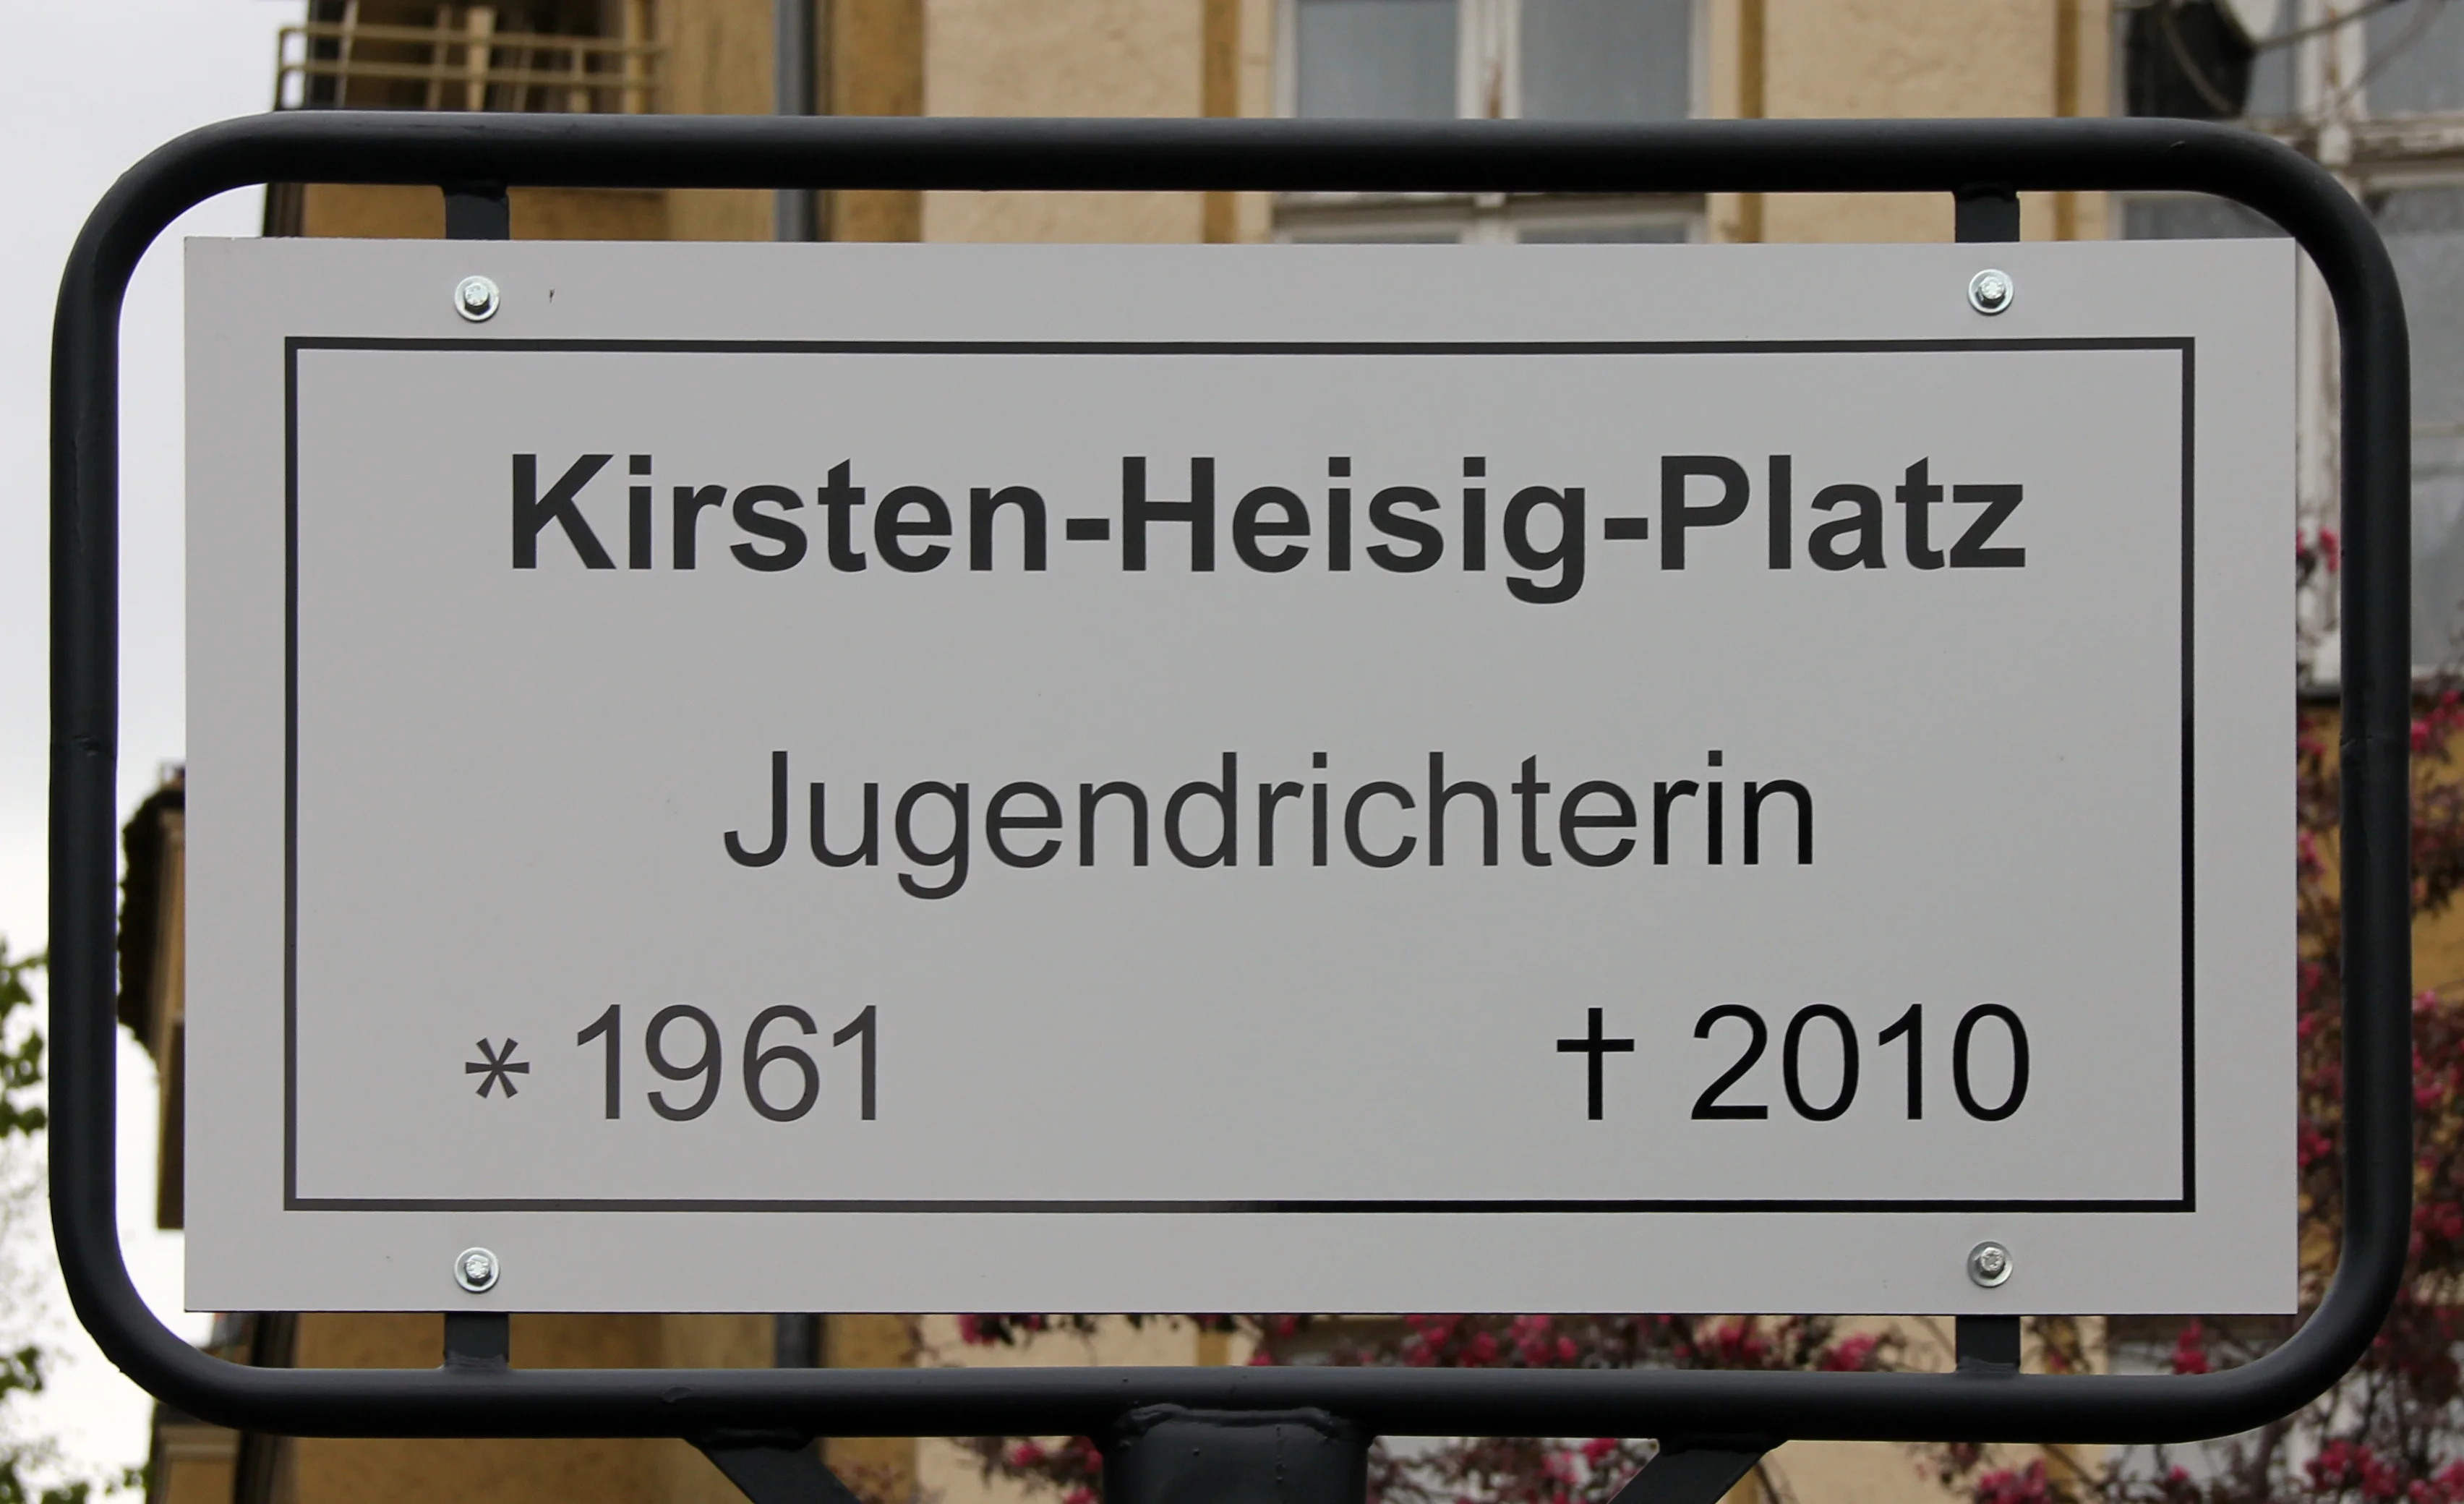 Kirsten-Heisig-Platz
Jugendrichterin
* 1961 † 2010